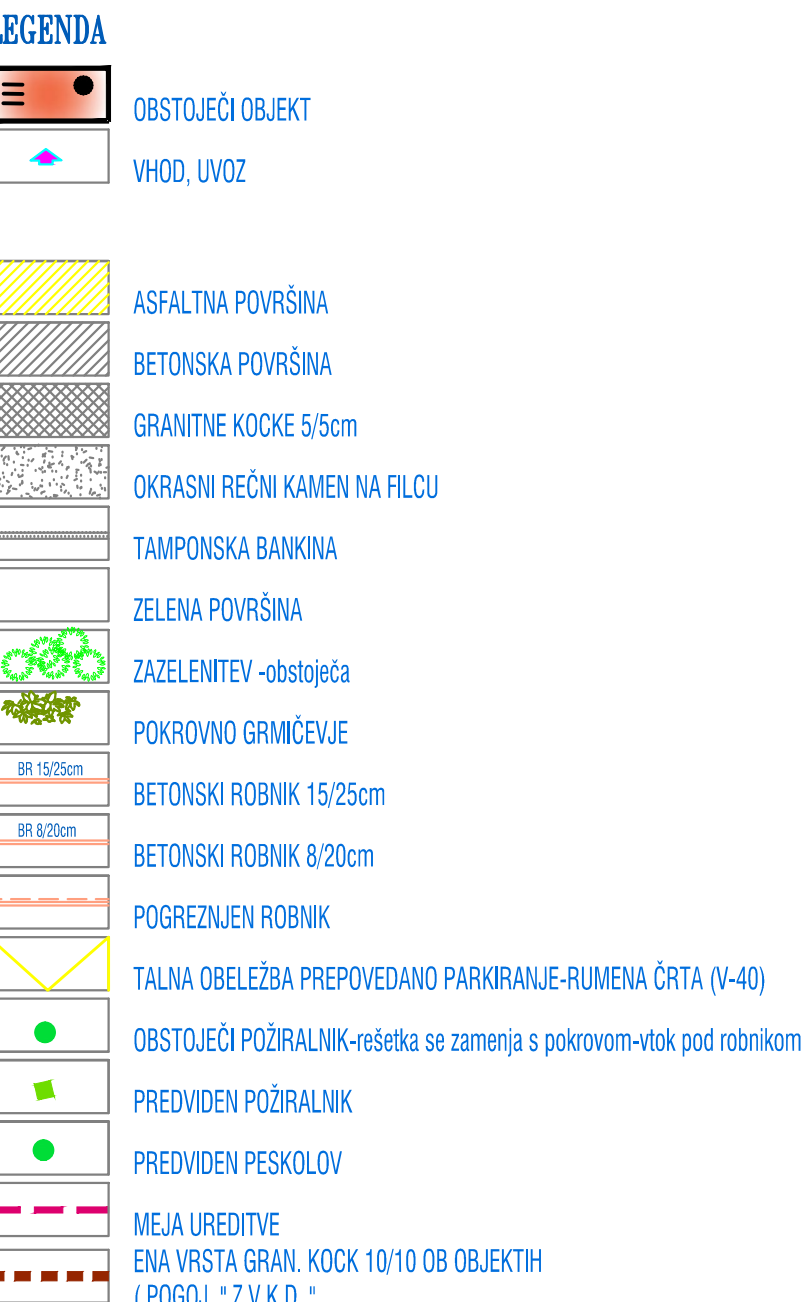 LEGENDA
OBSTOJEČI OBJEKT
VHOD, UVOZ
ASFALTNA POVRŠINA
BETONSKA POVRŠINA
GRANITNE KOCKE 5/5cm
OKRASNI REČNI KAMEN NA FILCU
TAMPONSKA BANKINA
ZELENA POVRŠINA
ZAZELENITEV -obstoječa
POKROVNO GRMIČEVJE
BR 15/25cm
BETONSKI ROBNIK 15/25cm
BR 8/20cm
BETONSKI ROBNIK 8/20cm
POGREZNJEN ROBNIK
TALNA OBELEŽBA PREPOVEDANO PARKIRANJE-RUMENA ČRTA (V-40)
OBSTOJEČI POŽIRALNIK-rešetka se zamenja s pokrovom-vtok pod robnikom
PREDVIDEN POŽIRALNIK
PREDVIDEN PESKOLOV
MEJA UREDITVE
ENA VRSTA GRAN. KOCK 10/10 OB OBJEKTIH
( POGOJ " Z.V.K.D. "